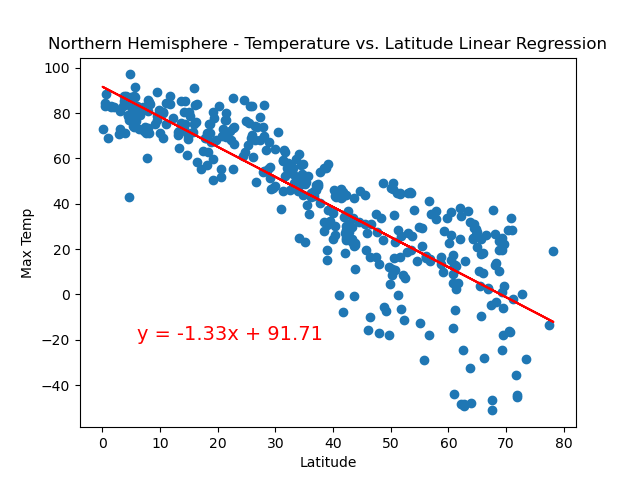 Northern Hemisphere - Temperature vs. Latitude Linear Regression
100
80
60
40
20
0
−20
−40
Max Temp
y = -1.33x + 91.71
0 10 20 30 40 50 60 70 80
Latitude